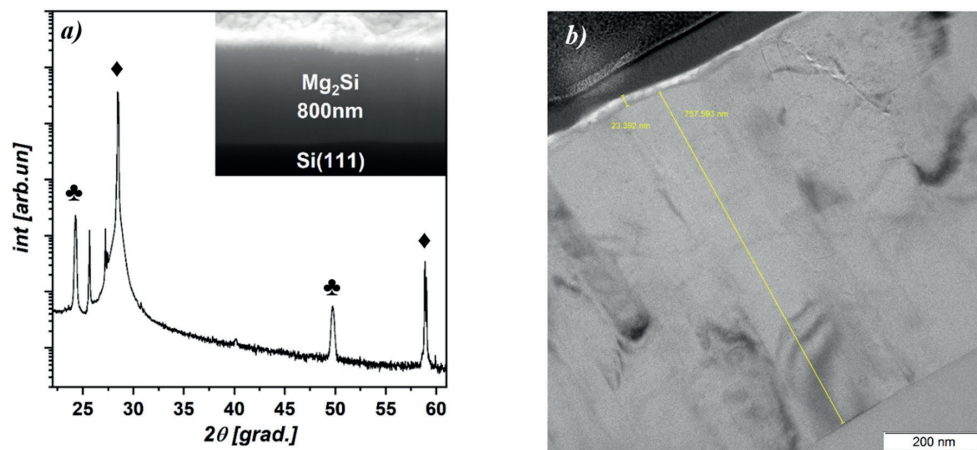 a)
Mg₂Si
800nm
Si(111)
int [arb.un]
25 30 35 40 45 50 55 60
2θ [grad.]
b)
23.392 nm
757.593 nm
200 nm